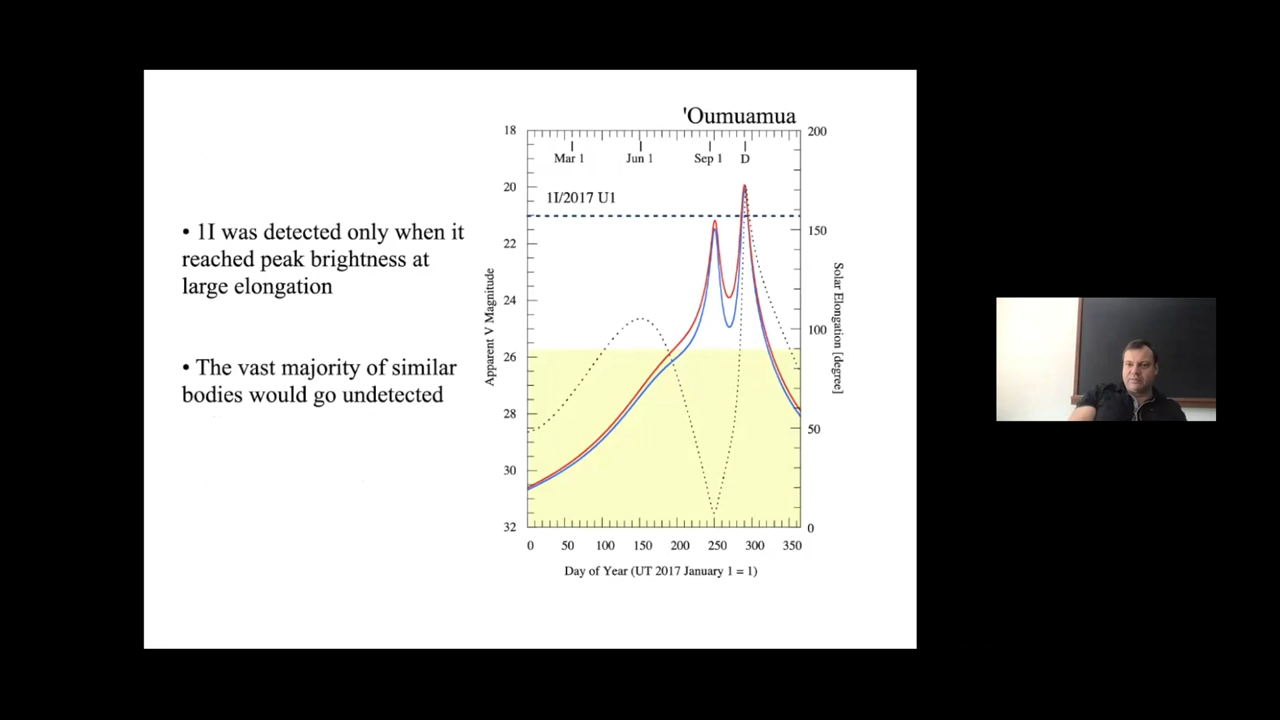 'Oumuamua
• 1I was detected only when it
reached peak brightness at
large elongation
• The vast majority of similar
bodies would go undetected
Mar 1 Jun 1 Sep 1 D
1I/2017 U1
18
20
22
24
26
28
30
32
Apparent V Magnitude
200
150
100
50
0
Solar Elongation [degree]
0 50 100 150 200 250 300 350
Day of Year (UT 2017 January 1 = 1)